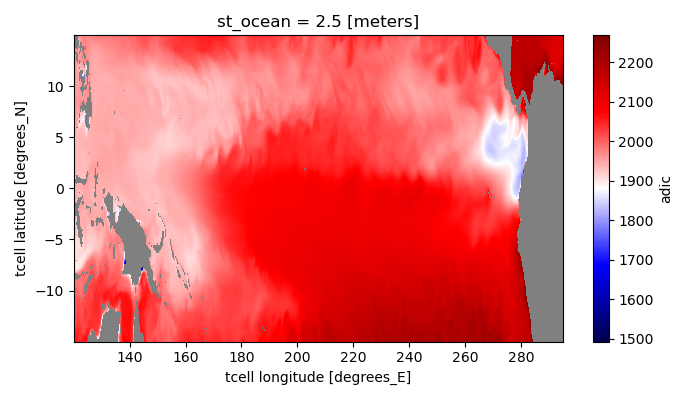 st_ocean = 2.5 [meters]
10
5
0
−5
−10
tcell latitude [degrees_N]
140 160 180 200 220 240 260 280
tcell longitude [degrees_E]
2200
2100
2000
1900
1800
1700
1600
1500
adic